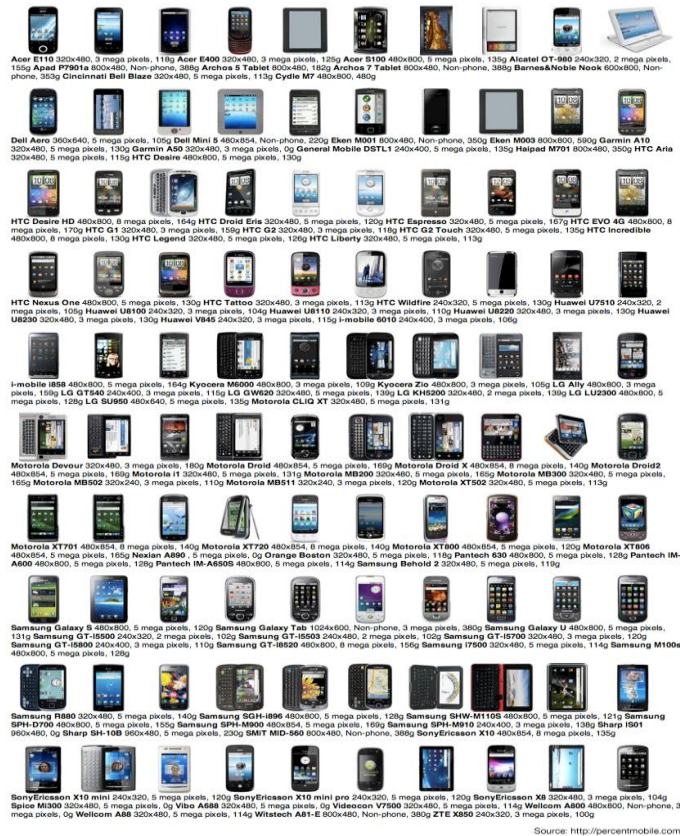 Acer E110 320x480, 3 mega pixels, 118g Acer E400 320x480, 3 mega pixels, 125g Acer S100 480x800, 5 mega pixels, 135g Alcatel OT-980 240x320, 2 mega pixels,
155g Apad P7901a 800x480, Non-phone, 388g Archos 5 Tablet 800x480, 182g Archos 7 Tablet 800x480, Non-phone, 388g Barnes&Noble Nook 600x800, Non-
phone, 353g Cincinnati Bell Blaze 320x480, 5 mega pixels, 113g Cydle M7 480x800, 480g
Dell Aero 360x640, 5 mega pixels, 105g Dell Mini 5 480x854, Non-phone, 220g Eken M001 800x480, Non-phone, 350g Eken M003 800x480, 590g Garmin A10
320x480, 5 mega pixels, 130g Garmin A50 320x480, 3 mega pixels, 0g General Mobile DSTL1 240x400, 5 mega pixels, 135g Haipad M701 800x480, 350g HTC Aria
320x480, 5 mega pixels, 115g HTC Desire 480x800, 5 mega pixels, 130g
HTC Desire HD 480x800, 8 mega pixels, 164g HTC Droid Eris 320x480, 5 mega pixels, 120g HTC Espresso 320x480, 5 mega pixels, 167g HTC EVO 4G 480x800, 8
mega pixels, 170g HTC G1 320x480, 3 mega pixels, 159g HTC G2 320x480, 3 mega pixels, 118g HTC G2 Touch 320x480, 5 mega pixels, 135g HTC Incredible
480x800, 8 mega pixels, 130g HTC Legend 320x480, 5 mega pixels, 126g HTC Liberty 320x480, 5 mega pixels, 113g
HTC Nexus One 480x800, 5 mega pixels, 130g HTC Tattoo 320x480, 3 mega pixels, 113g HTC Wildfire 240x320, 5 mega pixels, 130g Huawei U7510 240x320, 2
mega pixels, 105g Huawei U8100 240x320, 3 mega pixels, 104g Huawei U8110 240x320, 3 mega pixels, 110g Huawei U8220 320x480, 3 mega pixels, 130g Huawei
U8230 320x480, 3 mega pixels, 130g Huawei V845 240x320, 3 mega pixels, 115g i-mobile 6010 240x400, 3 mega pixels, 106g
i-mobile i858 480x800, 5 mega pixels, 164g Kyocera M6000 480x800, 3 mega pixels, 109g Kyocera Zio 480x800, 3 mega pixels, 105g LG Ally 480x800, 3 mega
pixels, 159g LG GT540 240x400, 3 mega pixels, 115g LG GW620 320x480, 5 mega pixels, 139g LG KH5200 320x480, 2 mega pixels, 139g LG LU2300 480x800, 5
mega pixels, 128g LG SU950 480x640, 5 mega pixels, 135g Motorola CLIQ XT 320x480, 5 mega pixels, 131g
Motorola Devour 320x480, 3 mega pixels, 180g Motorola Droid 480x854, 5 mega pixels, 169g Motorola Droid X 480x854, 8 mega pixels, 140g Motorola Droid2
480x854, 5 mega pixels, 169g Motorola i1 320x480, 5 mega pixels, 131g Motorola MB200 320x480, 5 mega pixels, 165g Motorola MB300 320x480, 5 mega pixels,
165g Motorola MB502 320x240, 3 mega pixels, 110g Motorola MB511 320x240, 3 mega pixels, 120g Motorola XT502 320x480, 5 mega pixels, 113g
Motorola XT701 480x854, 8 mega pixels, 140g Motorola XT720 480x854, 8 mega pixels, 140g Motorola XT800 480x854, 5 mega pixels, 120g Motorola XT806
480x854, 5 mega pixels, 165g Nexian A890 , 5 mega pixels, 0g Orange Boston 320x480, 5 mega pixels, 118g Pantech 630 480x800, 5 mega pixels, 128g Pantech IM-
A600 480x800, 5 mega pixels, 128g Pantech IM-A650S 480x800, 5 mega pixels, 114g Samsung Behold 2 320x480, 5 mega pixels, 119g
Samsung Galaxy S 480x800, 5 mega pixels, 120g Samsung Galaxy Tab 1024x600, Non-phone, 3 mega pixels, 380g Samsung Galaxy U 480x800, 5 mega pixels,
131g Samsung GT-I5500 240x320, 2 mega pixels, 102g Samsung GT-I5503 240x480, 2 mega pixels, 102g Samsung GT-I5700 320x480, 3 mega pixels, 120g
Samsung GT-I5800 240x400, 3 mega pixels, 110g Samsung GT-I8520 480x800, 8 mega pixels, 156g Samsung I7500 320x480, 5 mega pixels, 114g Samsung M100s
480x800, 5 mega pixels, 128g
Samsung R880 320x480, 5 mega pixels, 140g Samsung SGH-i896 480x800, 5 mega pixels, 128g Samsung SHW-M110S 480x800, 5 mega pixels, 121g Samsung
SPH-D700 480x800, 5 mega pixels, 155g Samsung SPH-M900 480x854, 5 mega pixels, 169g Samsung SPH-M910 240x400, 3 mega pixels, 138g Sharp IS01
960x480, 0g Sharp SH-10B 960x480, 5 mega pixels, 230g SMiT MID-560 800x480, Non-phone, 388g SonyEricsson X10 480x854, 8 mega pixels, 135g
SonyEricsson X10 mini 240x320, 5 mega pixels, 120g SonyEricsson X10 mini pro 240x320, 5 mega pixels, 120g SonyEricsson X8 320x480, 3 mega pixels, 104g
Spice Mi300 320x480, 5 mega pixels, 0g Vibo A688 320x480, 5 mega pixels, 0g Videocon V7500 320x480, 5 mega pixels, 114g Wellcom A800 480x800, Non-phone, 3
mega pixels, 0g Wellcom A88 320x480, 5 mega pixels, 114g Witstech A81-E 800x480, Non-phone, 380g ZTE X850 240x320, 3 mega pixels, 100g
Source: http://percentmobile.com